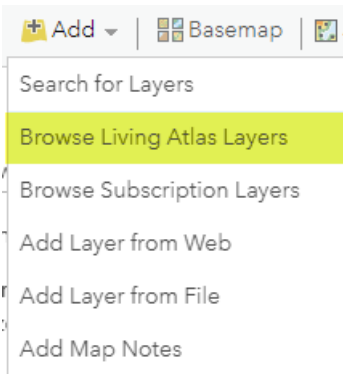 Add Basemap
Search for Layers
Browse Living Atlas Layers
Browse Subscription Layers
Add Layer from Web
Add Layer from File
Add Map Notes